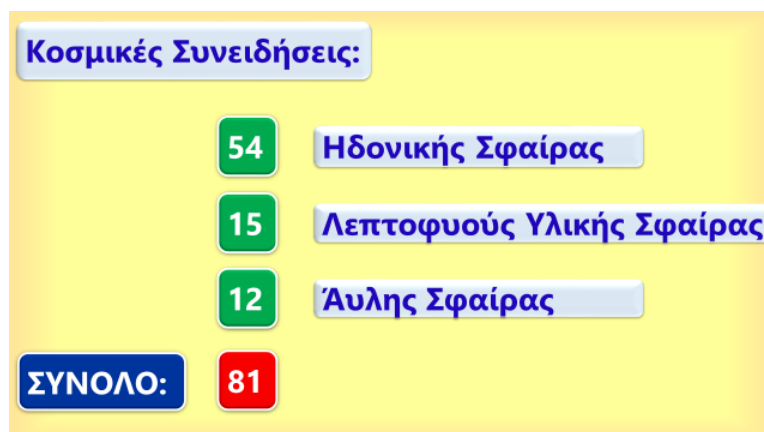 Κοσμικές Συνειδήσεις:
54 Ηδονικής Σφαίρας
15 Λεπτοφυούς Υλικής Σφαίρας
12 Άυλης Σφαίρας
ΣΥΝΟΛΟ: 81